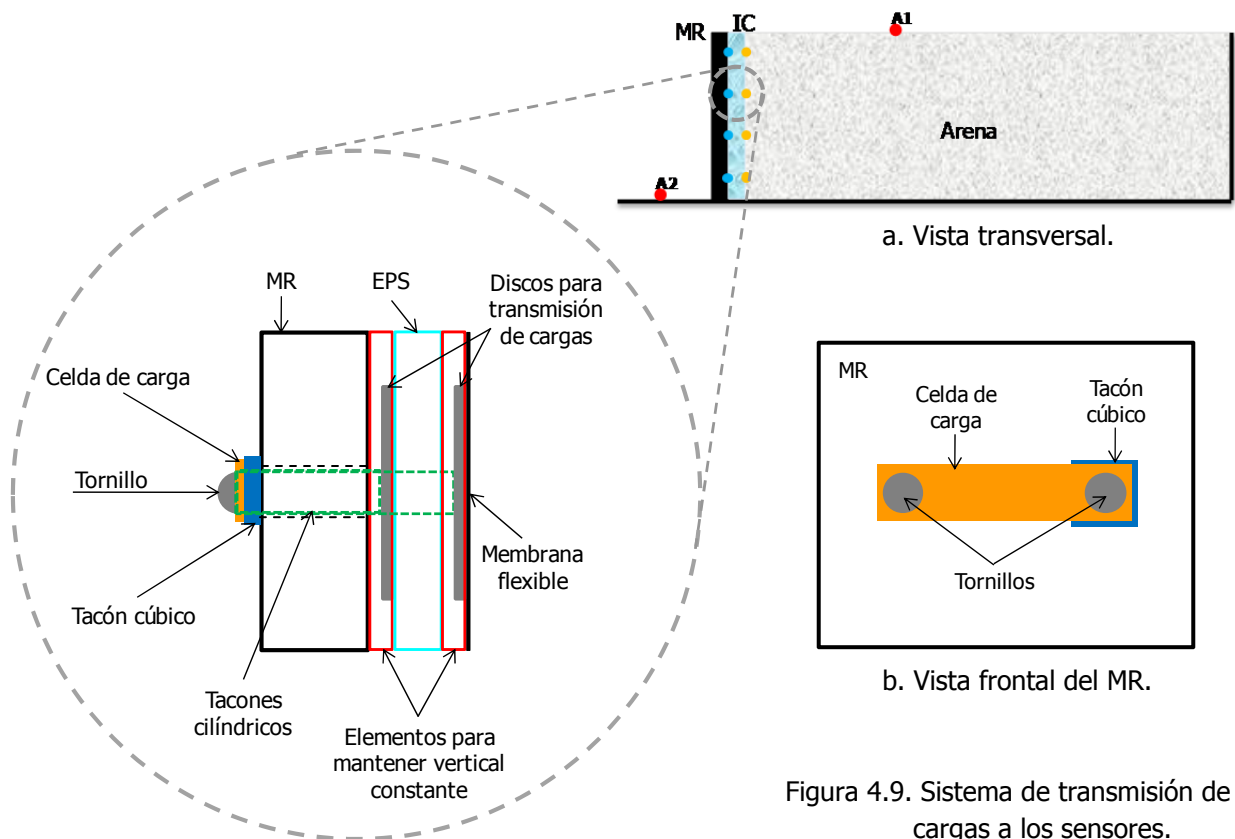 A1
MR
IC
Arena
A2
a. Vista transversal.
MR
EPS
Discos para
transmisión
de cargas
Celda de carga
Tornillo
Membrana
flexible
Tacón cúbico
Tacones
cilíndricos
Elementos para
mantener vertical
constante
MR
Celda de
carga
Tacón
cúbico
Tornillos
b. Vista frontal del MR.
Figura 4.9. Sistema de transmisión de
cargas a los sensores.